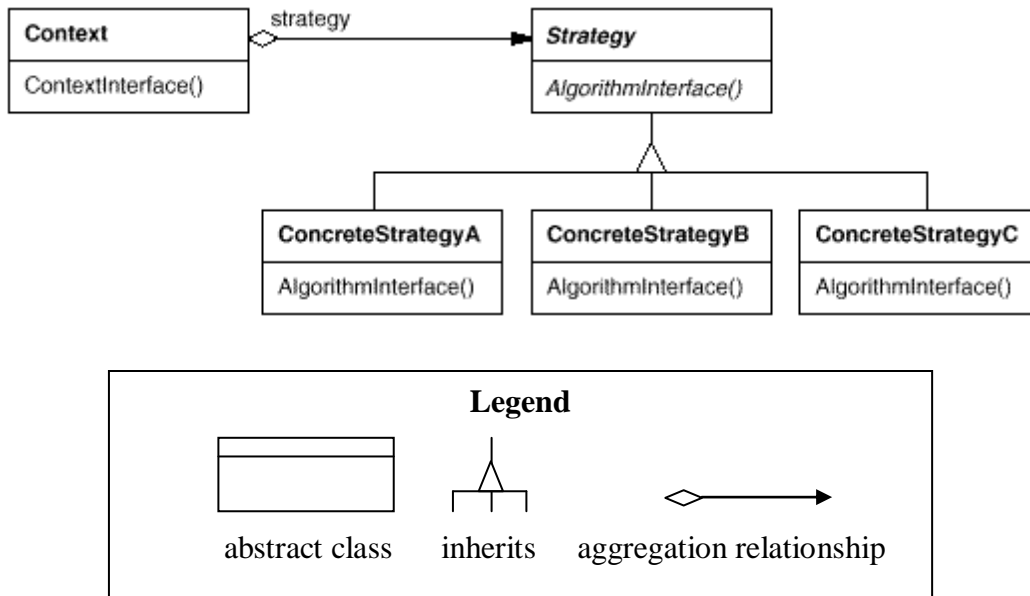 strategy
Context
Strategy
ContextInterface()
AlgorithmInterface()
ConcreteStrategyA
ConcreteStrategyB
ConcreteStrategyC
AlgorithmInterface()
AlgorithmInterface()
AlgorithmInterface()
Legend
abstract class
inherits
aggregation relationship